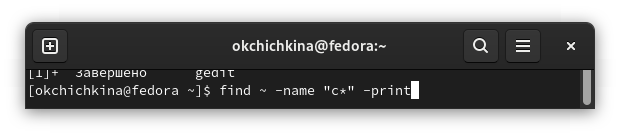 okchichkina@fedora:~
[1]+  Завершено      gedit
[okchichkina@fedora ~]$ find ~ -name "c*" -print